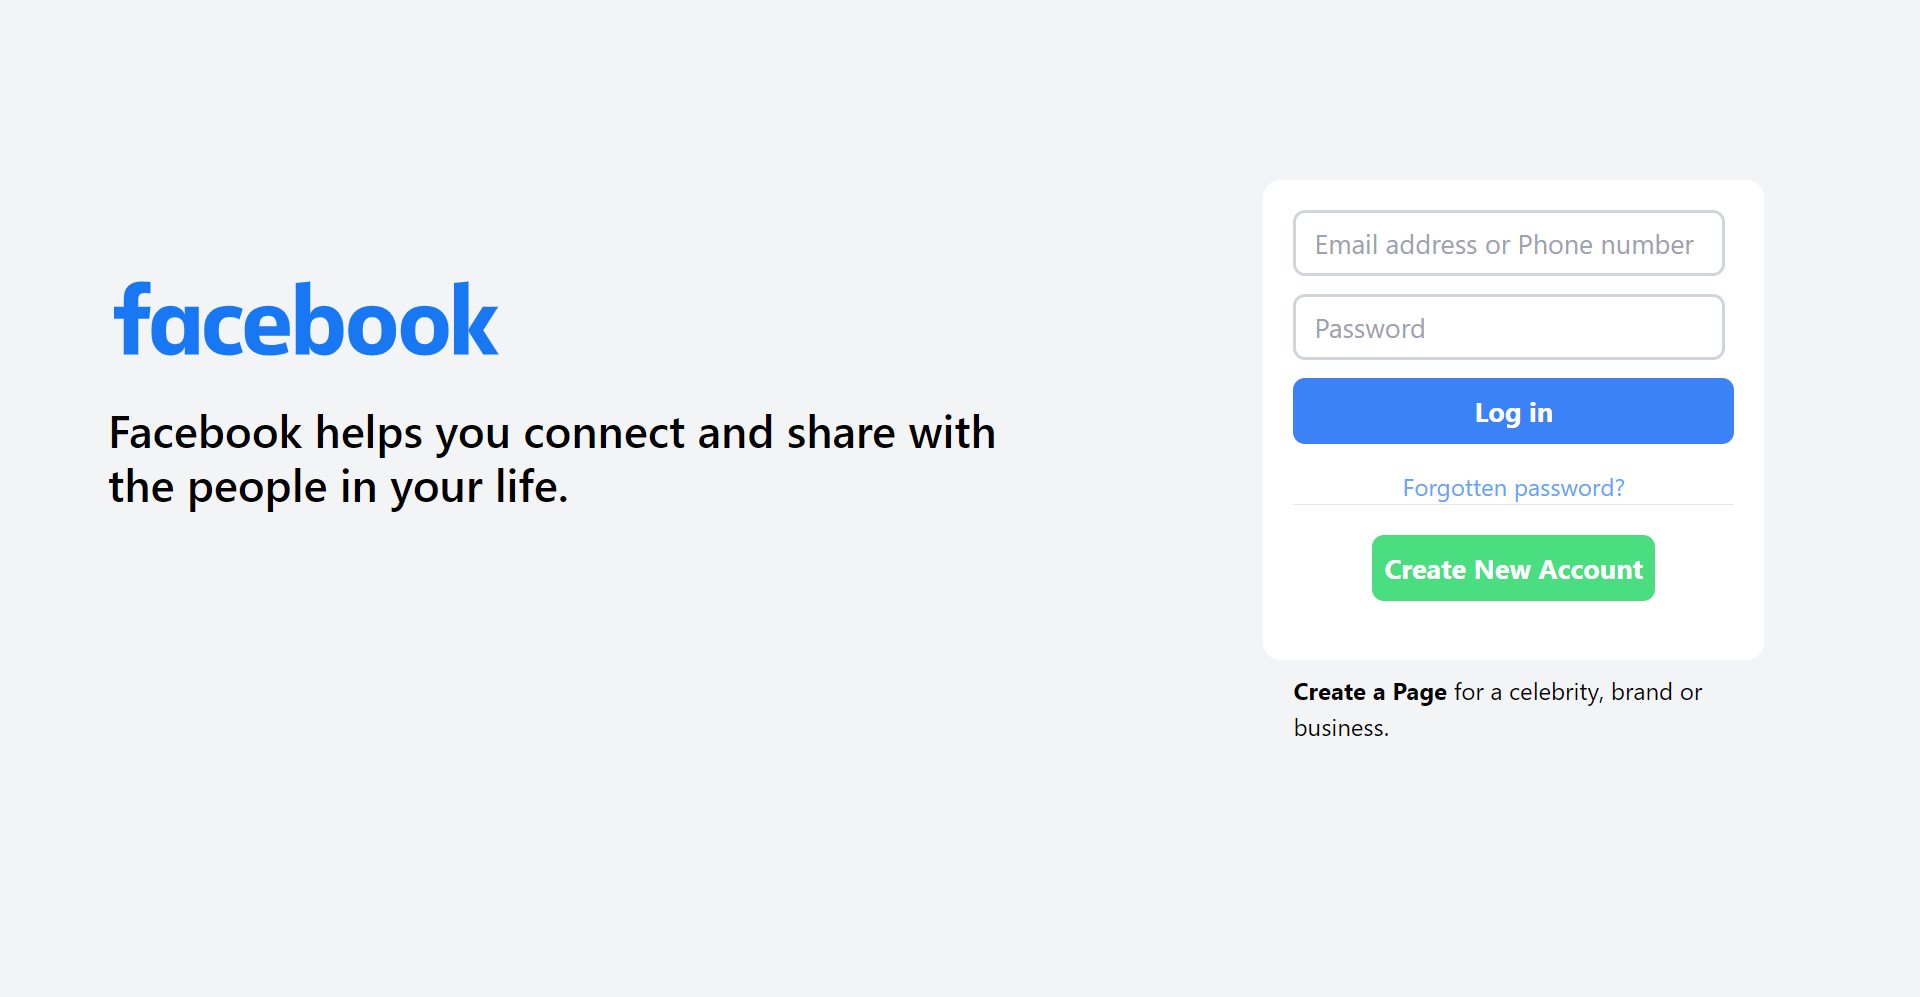 facebook
Facebook helps you connect and share with
the people in your life.
Email address or Phone number
Password
Log in
Forgotten password?
Create New Account
Create a Page for a celebrity, brand or
business.